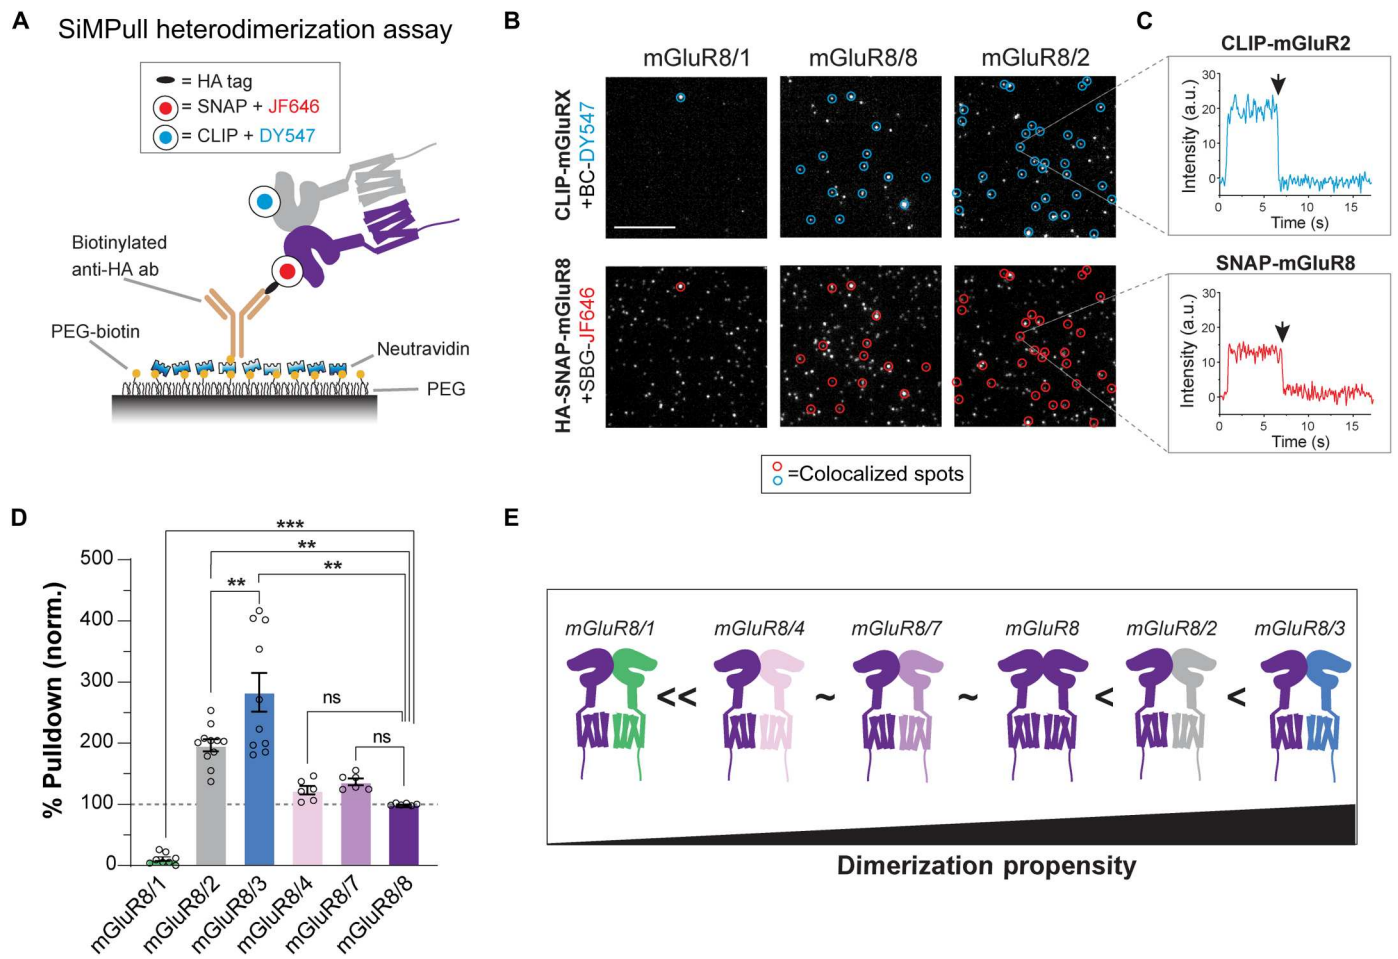 A
SiMPull heterodimerization assay
= HA tag
= SNAP + JF646
= CLIP + DY547
Biotinylated
anti-HA ab
PEG-biotin
Neutravidin
PEG
B
mGluR8/1
mGluR8/8
mGluR8/2
CLIP-mGluRX
+BC-DY547
HA-SNAP-mGluR8
+SBG-JF646
=Colocalized spots
C
CLIP-mGluR2
Intensity (a.u.)
30
20
10
0
0 5 10 15
Time (s)
SNAP-mGluR8
Intensity (a.u.)
30
20
10
0
0 5 10 15
Time (s)
D
% Pulldown (norm.)
500
400
300
200
100
0
***
**
**
**
ns
ns
mGluR8/1
mGluR8/2
mGluR8/3
mGluR8/4
mGluR8/7
mGluR8/8
E
mGluR8/1 mGluR8/4 mGluR8/7 mGluR8 mGluR8/2 mGluR8/3
<< ~ ~ < <
Dimerization propensity